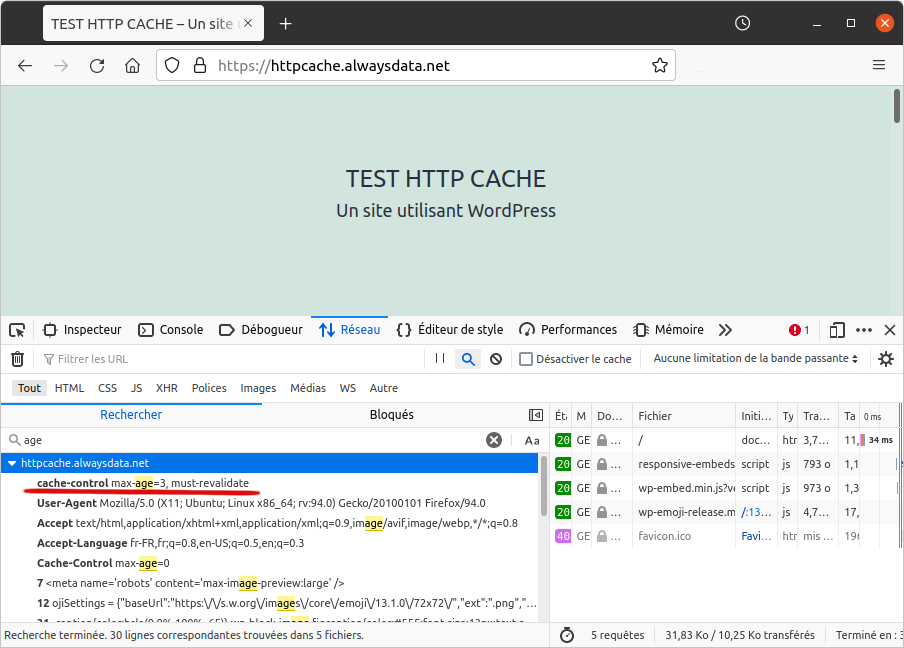 TEST HTTP CACHE – Un site
https://httpcache.alwaysdata.net
TEST HTTP CACHE
Un site utilisant WordPress
Inspecteur Console Débogueur Réseau Éditeur de style Performances Mémoire 1
Filtrer les URL Désactiver le cache Aucune limitation de la bande passante
Tout HTML CSS JS XHR Polices Images Médias WS Autre
Rechercher Bloqués
age Aa
httpcache.alwaysdata.net
cache-control max-age=3, must-revalidate
User-Agent Mozilla/5.0 (X11; Ubuntu; Linux x86_64; rv:94.0) Gecko/20100101 Firefox/94.0
Accept text/html,application/xhtml+xml,application/xml;q=0.9,image/avif,image/webp,*/*;q=0.8
Accept-Language fr-FR,fr;q=0.8,en-US;q=0.5,en;q=0.3
Cache-Control max-age=0
7 <meta name='robots' content='max-image-preview:large' />
12 ojiSettings = {"baseUrl":"https:\/\/s.w.org\/images\/core\/emoji\/13.1.0\/72x72\/","ext":".png","...
Recherche terminée. 30 lignes correspondantes trouvées dans 5 fichiers.
Ét M Do... Fichier Initi... Ty Tra... Ta 0 ms
20 GE ... / doc... htr 3,7... 11, 34 ms
20 GE ... responsive-embeds script js 793 o 1,1
20 GE ... wp-embed.min.js?v script js 973 o 1,3
20 GE ... wp-emoji-release.m /:13... js 4,7... 17,
40 GE ... favicon.ico Favi... htr mis ... 196
5 requêtes 31,83 Ko / 10,25 Ko transférés Terminé en : 3